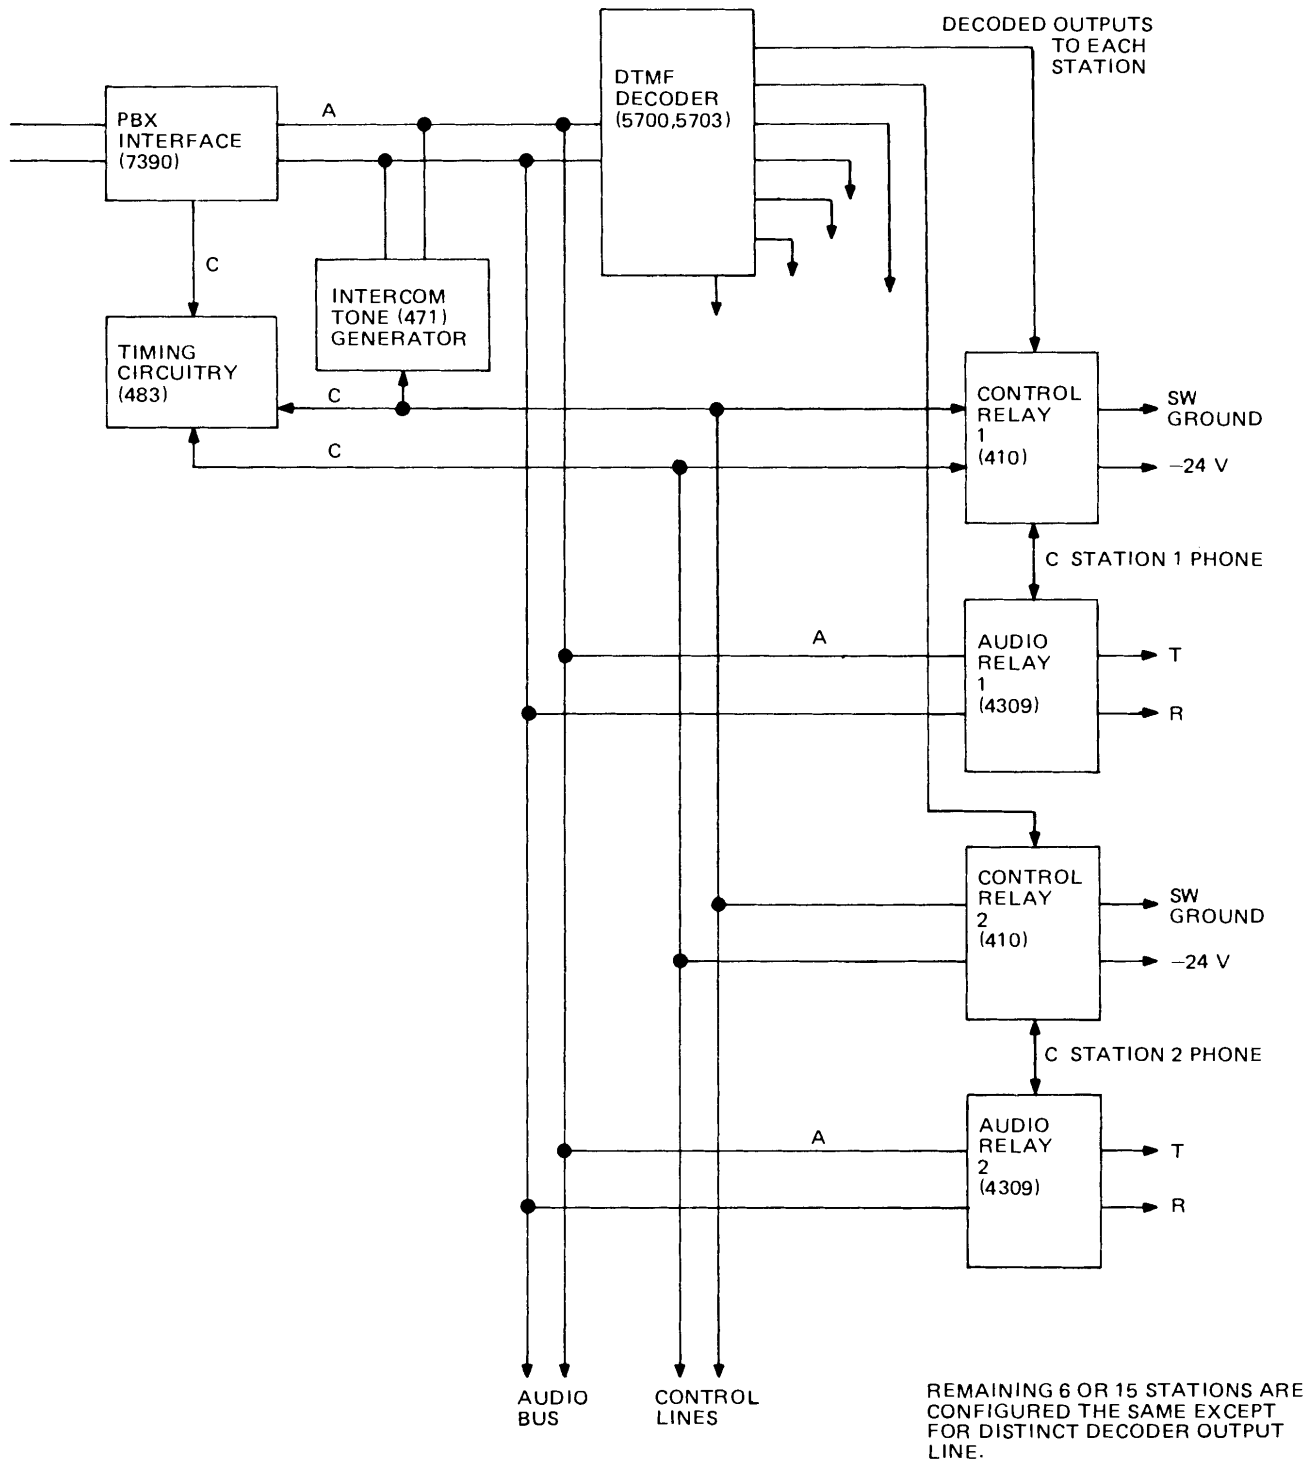 DECODED OUTPUTS
TO EACH
STATION
DTMF
DECODER
(5700,5703)
PBX
INTERFACE
(7390)
A
C
INTERCOM
TONE (471)
GENERATOR
TIMING
CIRCUITRY
(483)
C
C
CONTROL
RELAY
1
(410)
SW
GROUND
−24 V
C STATION 1 PHONE
AUDIO
RELAY
1
(4309)
A
T
R
CONTROL
RELAY
2
(410)
SW
GROUND
−24 V
C STATION 2 PHONE
AUDIO
RELAY
2
(4309)
A
T
R
AUDIO
BUS
CONTROL
LINES
REMAINING 6 OR 15 STATIONS ARE
CONFIGURED THE SAME EXCEPT
FOR DISTINCT DECODER OUTPUT
LINE.